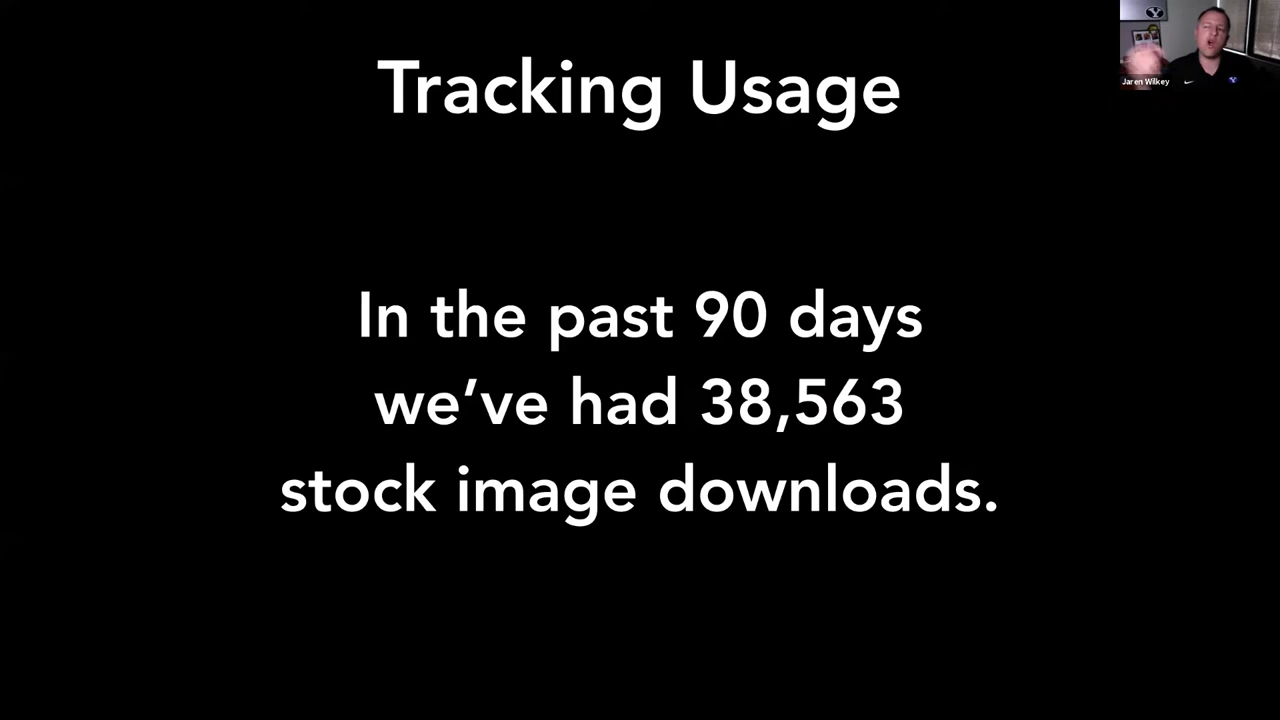 Tracking Usage
Jaren Wilkey
In the past 90 days
we’ve had 38,563
stock image downloads.